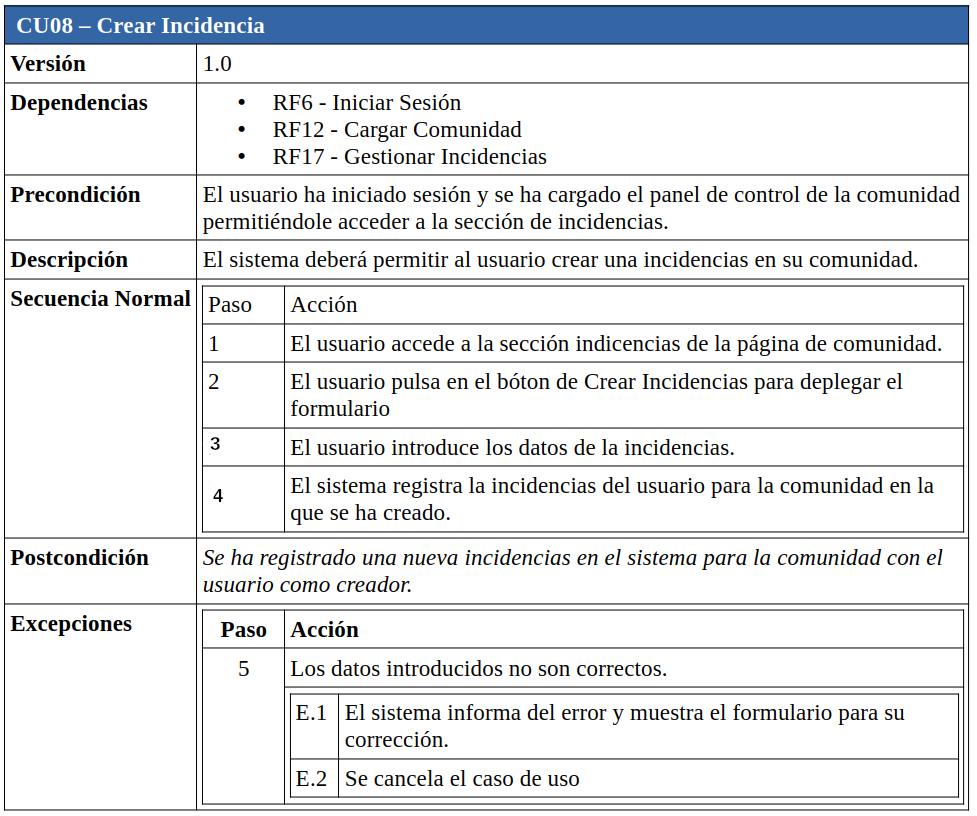 CU08 – Crear Incidencia
Versión 1.0
Dependencias • RF6 - Iniciar Sesión
• RF12 - Cargar Comunidad
• RF17 - Gestionar Incidencias
Precondición El usuario ha iniciado sesión y se ha cargado el panel de control de la comunidad
permitiéndole acceder a la sección de incidencias.
Descripción El sistema deberá permitir al usuario crear una incidencias en su comunidad.
Secuencia Normal Paso Acción
1 El usuario accede a la sección indicencias de la página de comunidad.
2 El usuario pulsa en el bóton de Crear Incidencias para deplegar el
formulario
3 El usuario introduce los datos de la incidencias.
4 El sistema registra la incidencias del usuario para la comunidad en la
que se ha creado.
Postcondición Se ha registrado una nueva incidencias en el sistema para la comunidad con el
usuario como creador.
Excepciones Paso Acción
5 Los datos introducidos no son correctos.
E.1 El sistema informa del error y muestra el formulario para su
corrección.
E.2 Se cancela el caso de uso